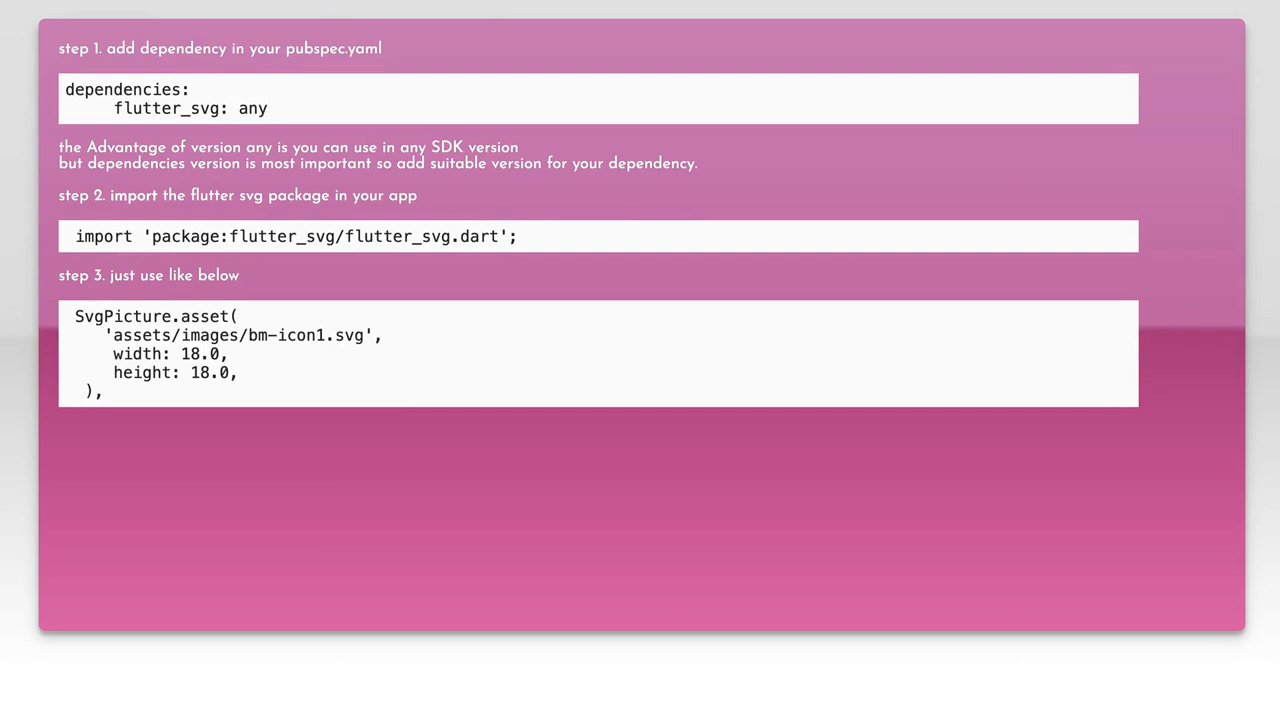 step 1. add dependency in your pubspec.yaml
dependencies:
     flutter_svg: any
the Advantage of version any is you can use in any SDK version
but dependencies version is most important so add suitable version for your dependency.
step 2. import the flutter svg package in your app
import 'package:flutter_svg/flutter_svg.dart';
step 3. just use like below
SvgPicture.asset(
   'assets/images/bm-icon1.svg',
    width: 18.0,
    height: 18.0,
 ),